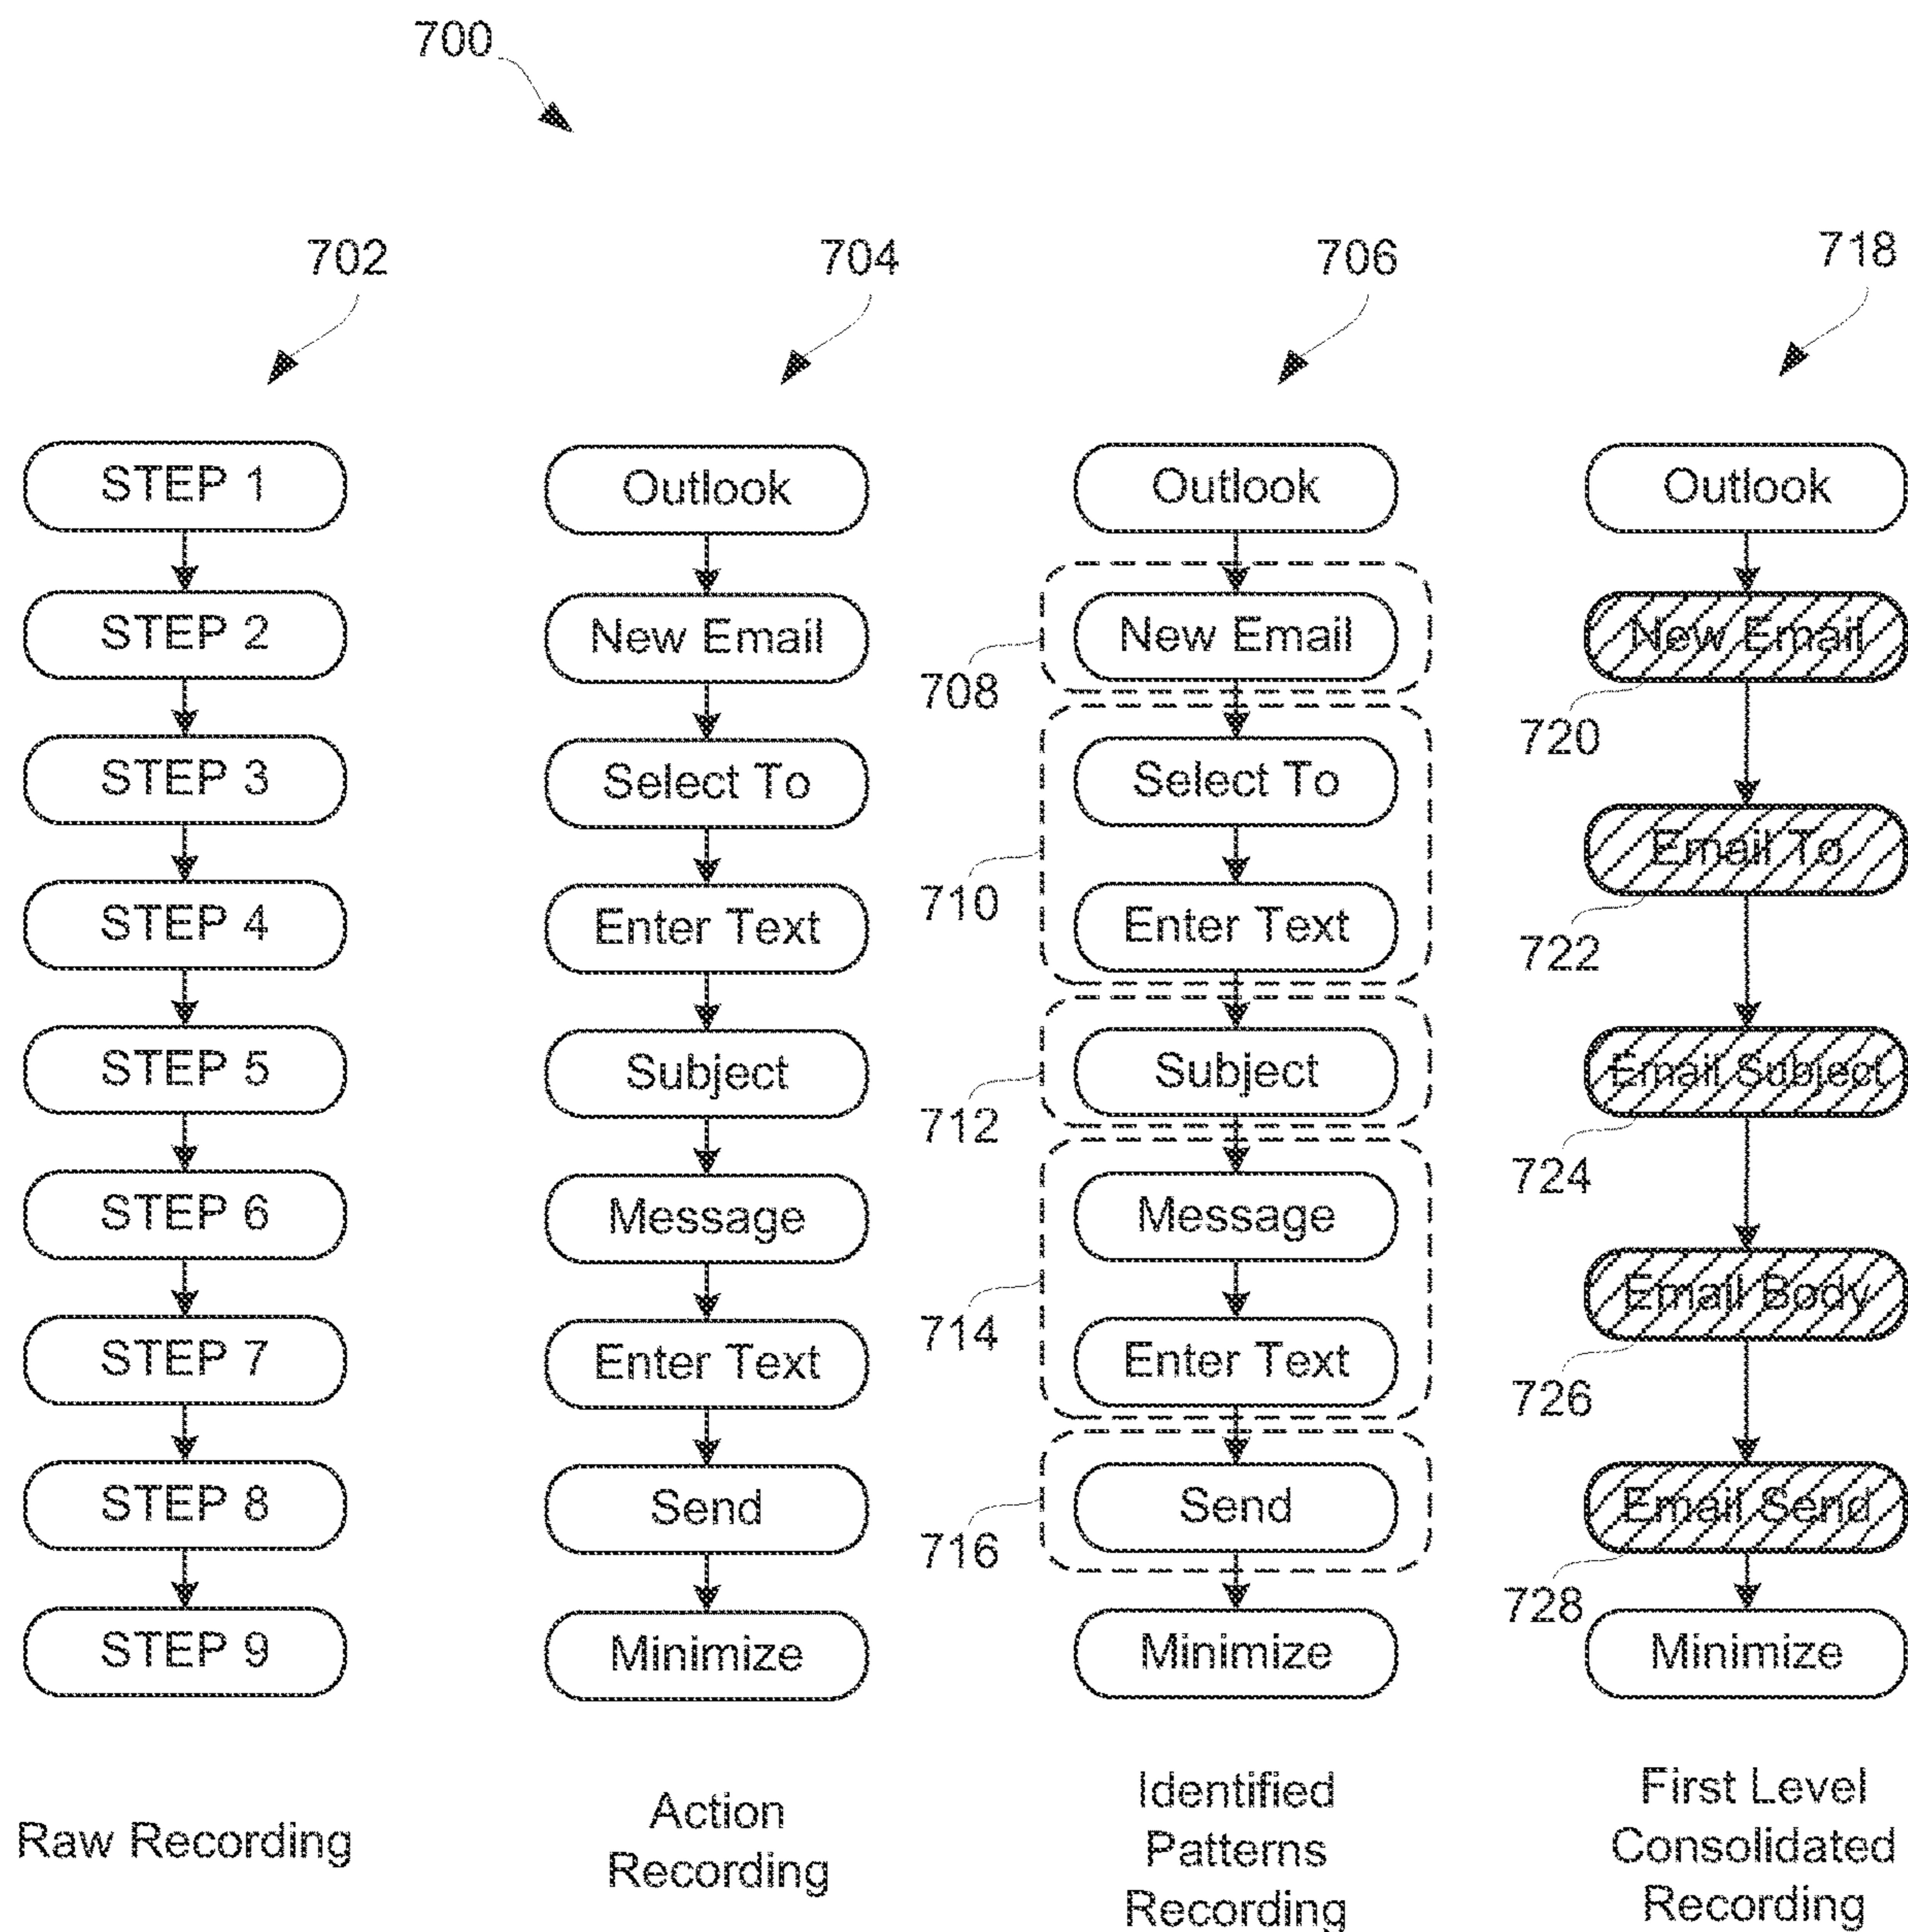 700
702
704
706
718
STEP 1
Outlook
Outlook
Outlook
STEP 2
New Email
New Email
New Email
708
720
STEP 3
Select To
Select To
Email To
STEP 4
Enter Text
Enter Text
710
722
STEP 5
Subject
Subject
Email Subject
712
724
STEP 6
Message
Message
Email Body
STEP 7
Enter Text
Enter Text
714
726
STEP 8
Send
Send
Email Send
716
728
STEP 9
Minimize
Minimize
Minimize
Raw Recording
Action
Recording
Identified
Patterns
Recording
First Level
Consolidated
Recording